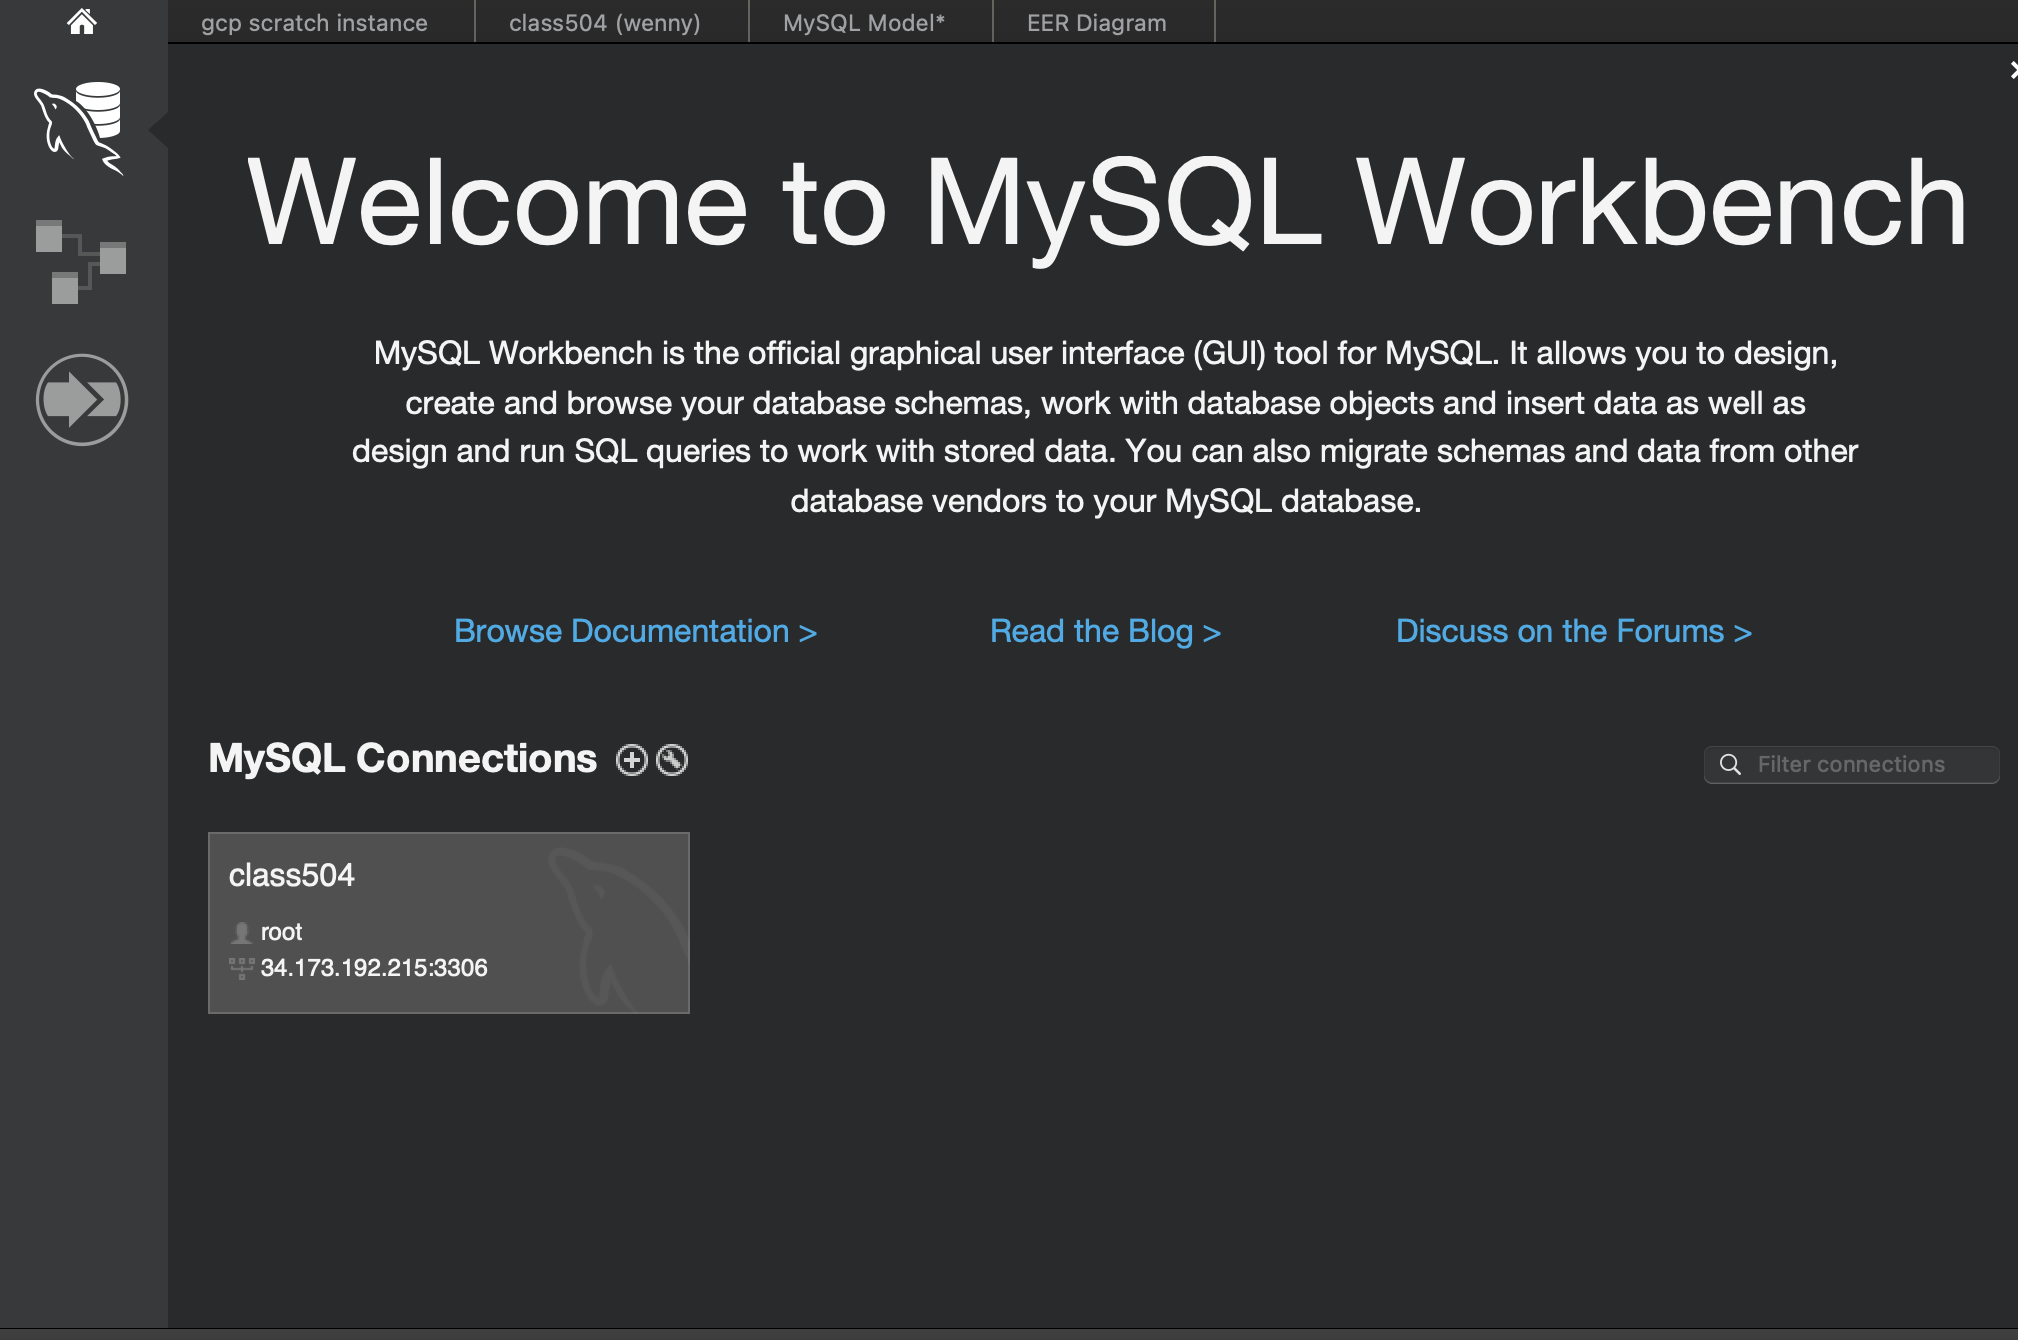 gcp scratch instance
class504 (wenny)
MySQL Model*
EER Diagram
Welcome to MySQL Workbench
MySQL Workbench is the official graphical user interface (GUI) tool for MySQL. It allows you to design,
create and browse your database schemas, work with database objects and insert data as well as
design and run SQL queries to work with stored data. You can also migrate schemas and data from other
database vendors to your MySQL database.
Browse Documentation >
Read the Blog >
Discuss on the Forums >
MySQL Connections
Filter connections
class504
root
34.173.192.215:3306